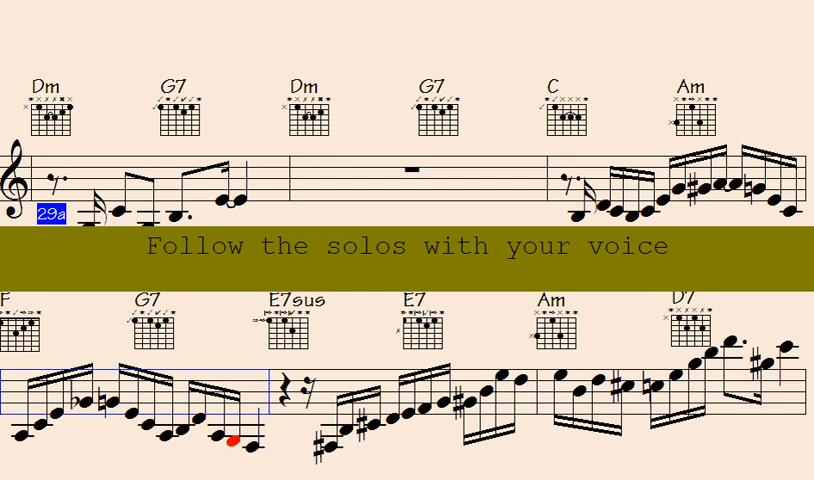 Dm G7 Dm G7 C Am
29a
Follow the solos with your voice
F G7 E7sus E7 Am D7